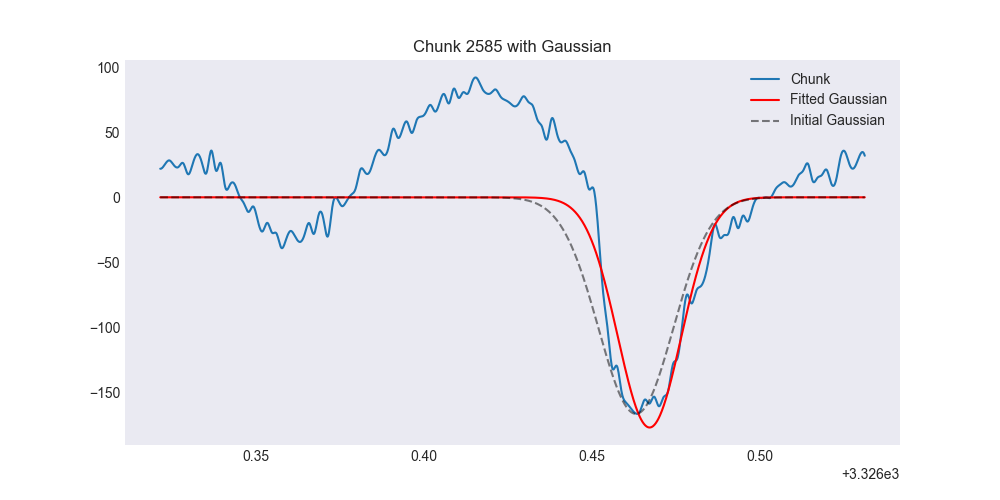 Chunk 2585 with Gaussian
100
50
0
−50
−100
−150
Chunk
Fitted Gaussian
Initial Gaussian
0.35
0.40
0.45
0.50
+3.326e3